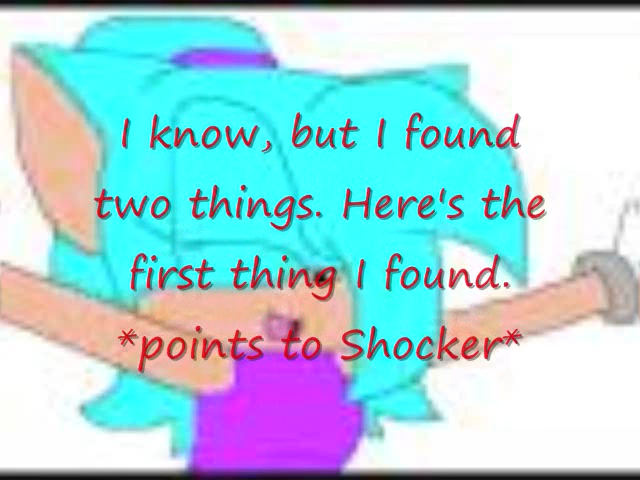 I know, but I found
two things. Here's the
first thing I found.
*points to Shocker*